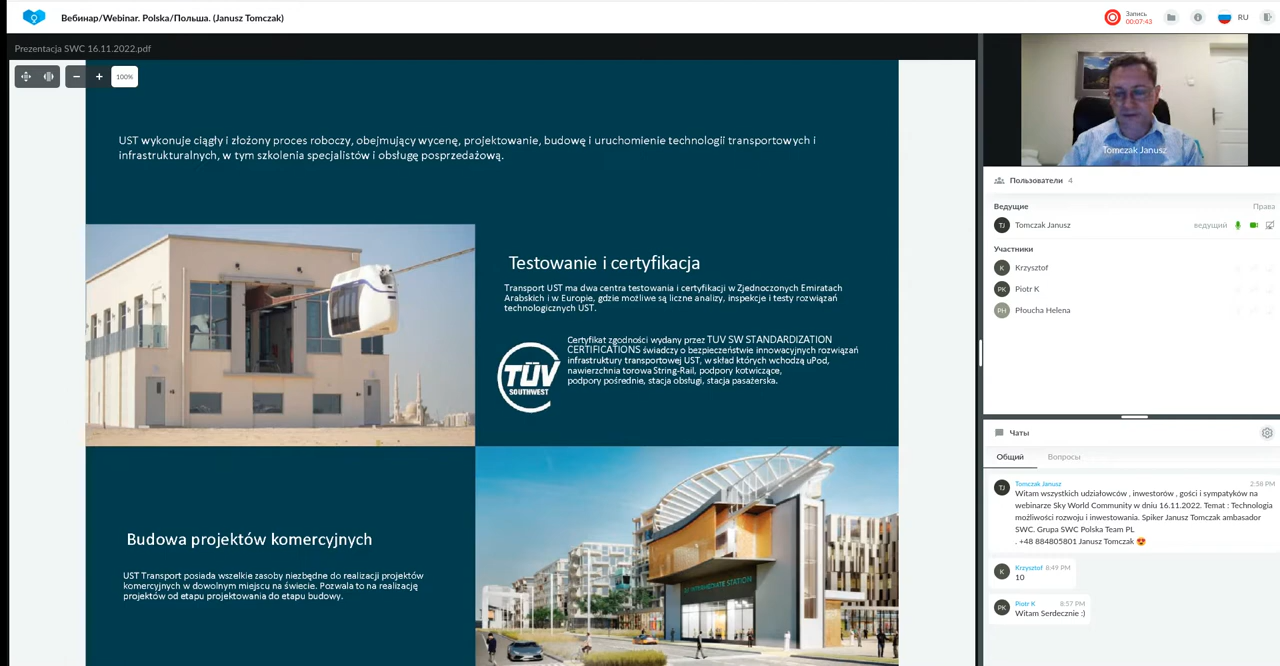 Вебинар/Webinar. Polska/Польша. (Janusz Tomczak)
Запись
00:07:43
RU
Prezentacja SWC 16.11.2022.pdf
100%
UST wykonuje ciągły i złożony proces roboczy, obejmujący wycenę, projektowanie, budowę i uruchomienie technologii transportowych i
infrastrukturalnych, w tym szkolenia specjalistów i obsługę posprzedażową.
Testowanie i certyfikacja
Transport UST ma dwa centra testowania i certyfikacji w Zjednoczonych Emiratach
Arabskich i w Europie, gdzie możliwe są liczne analizy, inspekcje i testy rozwiązań
technologicznych UST.
TÜV
SOUTHWEST
Certyfikat zgodności wydany przez TUV SW STANDARDIZATION
CERTIFICATIONS świadczy o bezpieczeństwie innowacyjnych rozwiązań
infrastruktury transportowej UST, w skład których wchodzą uPod,
nawierzchnia torowa String-Rail, podpory kotwiczące,
podpory pośrednie, stacja obsługi, stacja pasażerska.
Budowa projektów komercyjnych
UST Transport posiada wszelkie zasoby niezbędne do realizacji projektów
komercyjnych w dowolnym miejscu na świecie. Pozwala to na realizację
projektów od etapu projektowania do etapu budowy.
INTERMEDIATE STATION
Tomczak Janusz
Пользователи 4
Ведущие Права
TJ Tomczak Janusz ведущий
Участники
K Krzysztof
PK Piotr K
PH Płoucha Helena
Чаты
Общий Вопросы
TJ Tomczak Janusz 2:58 PM
Witam wszystkich udziałowców , inwestorów , gości i sympatyków na
webinarze Sky World Community w dniu 16.11.2022. Temat : Technologia
możliwości rozwoju i inwestowania. Spiker Janusz Tomczak ambasador
SWC. Grupa SWC Polska Team PL
. +48 884805801 Janusz Tomczak 😍
K Krzysztof 8:49 PM
10
PK Piotr K 8:57 PM
Witam Serdecznie :)